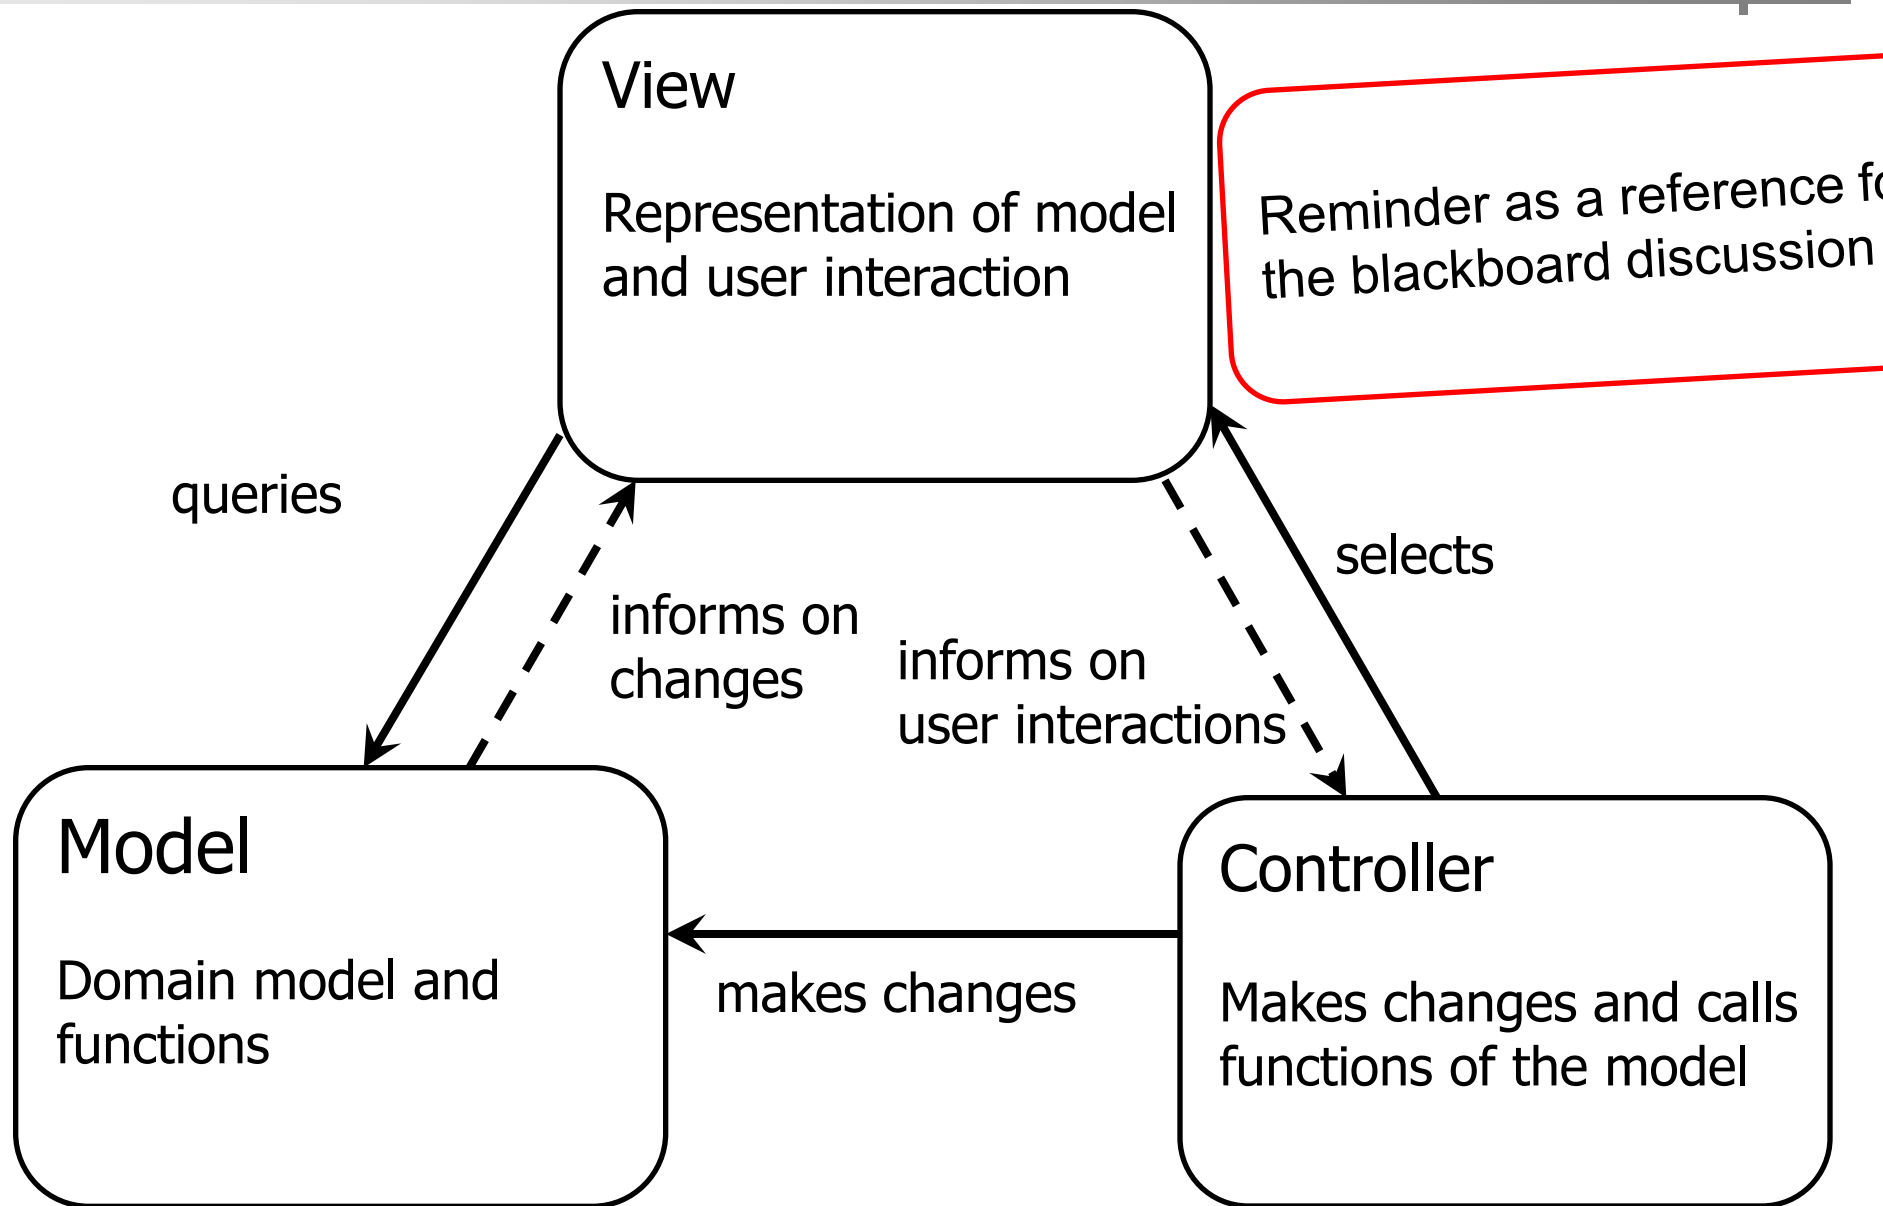 View
Representation of model
and user interaction
Reminder as a reference
the blackboard discussion
queries
selects
informs on
changes
informs on
user interactions
Model
Domain model and
functions
makes changes
Controller
Makes changes and calls
functions of the model